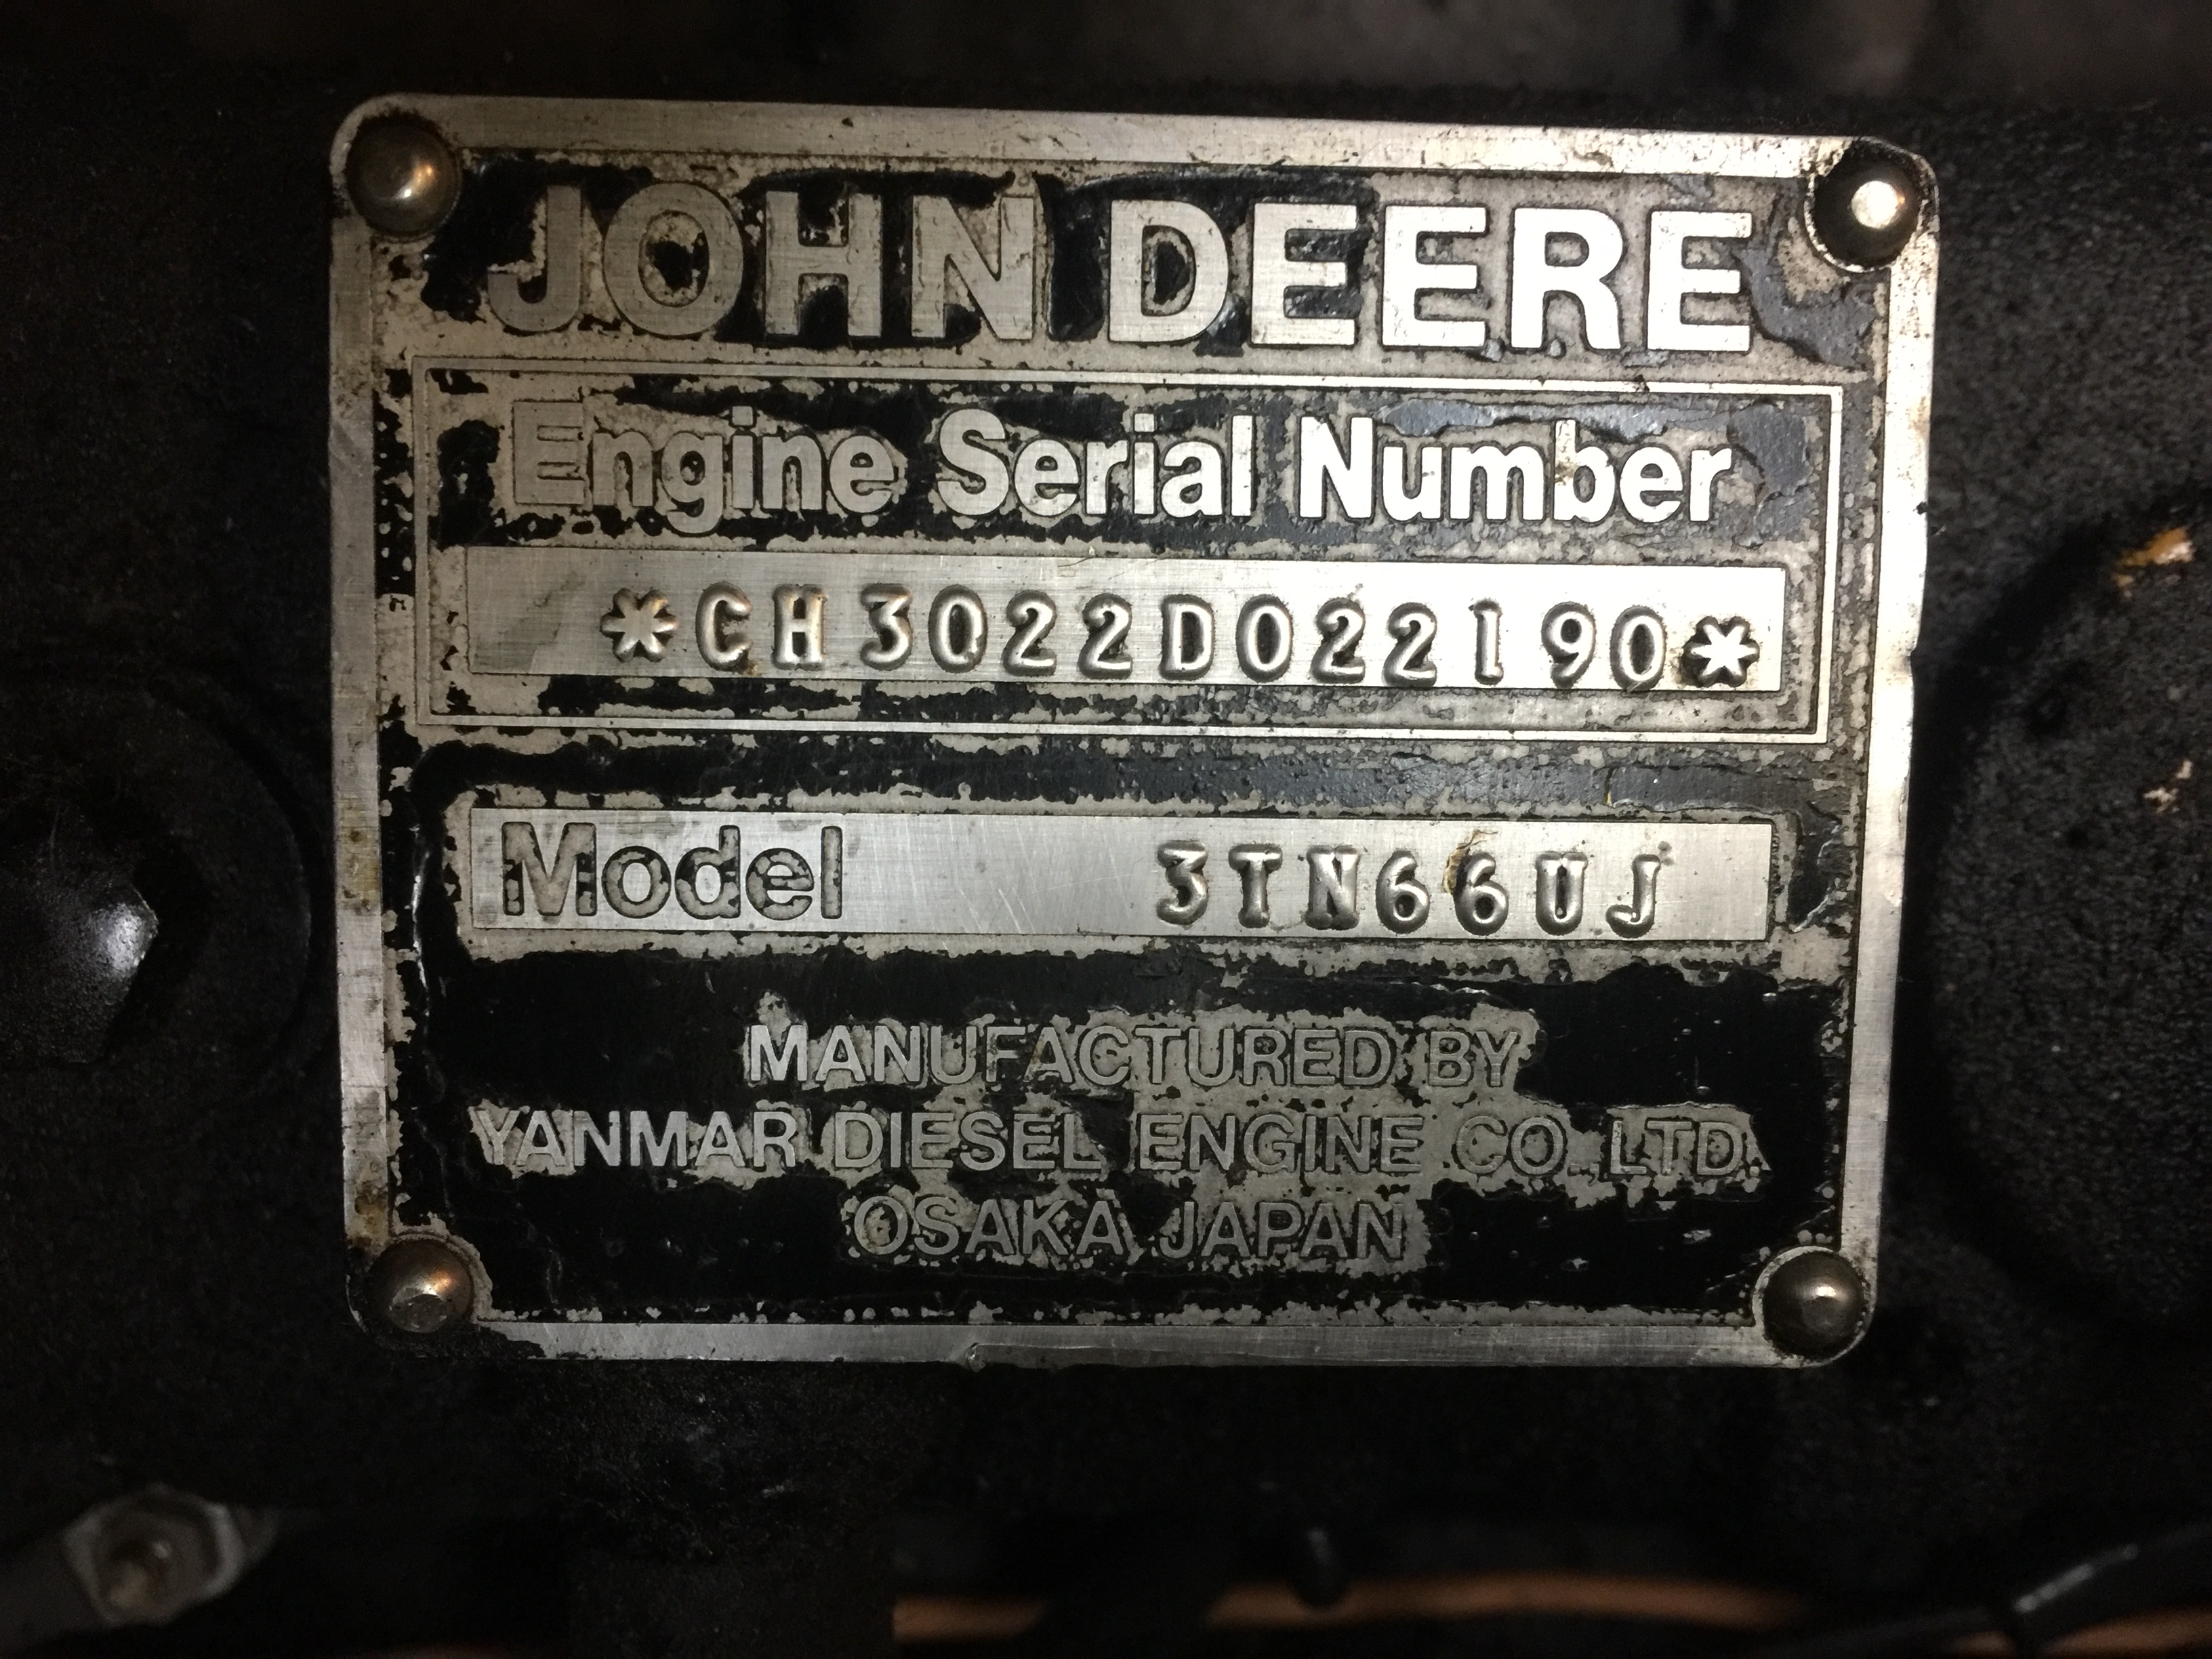 JOHN DEERE
Engine Serial Number
*CH3022D022190*
Model 3TN66UJ
MANUFACTURED BY
YANMAR DIESEL ENGINE CO. LTD.
OSAKA, JAPAN